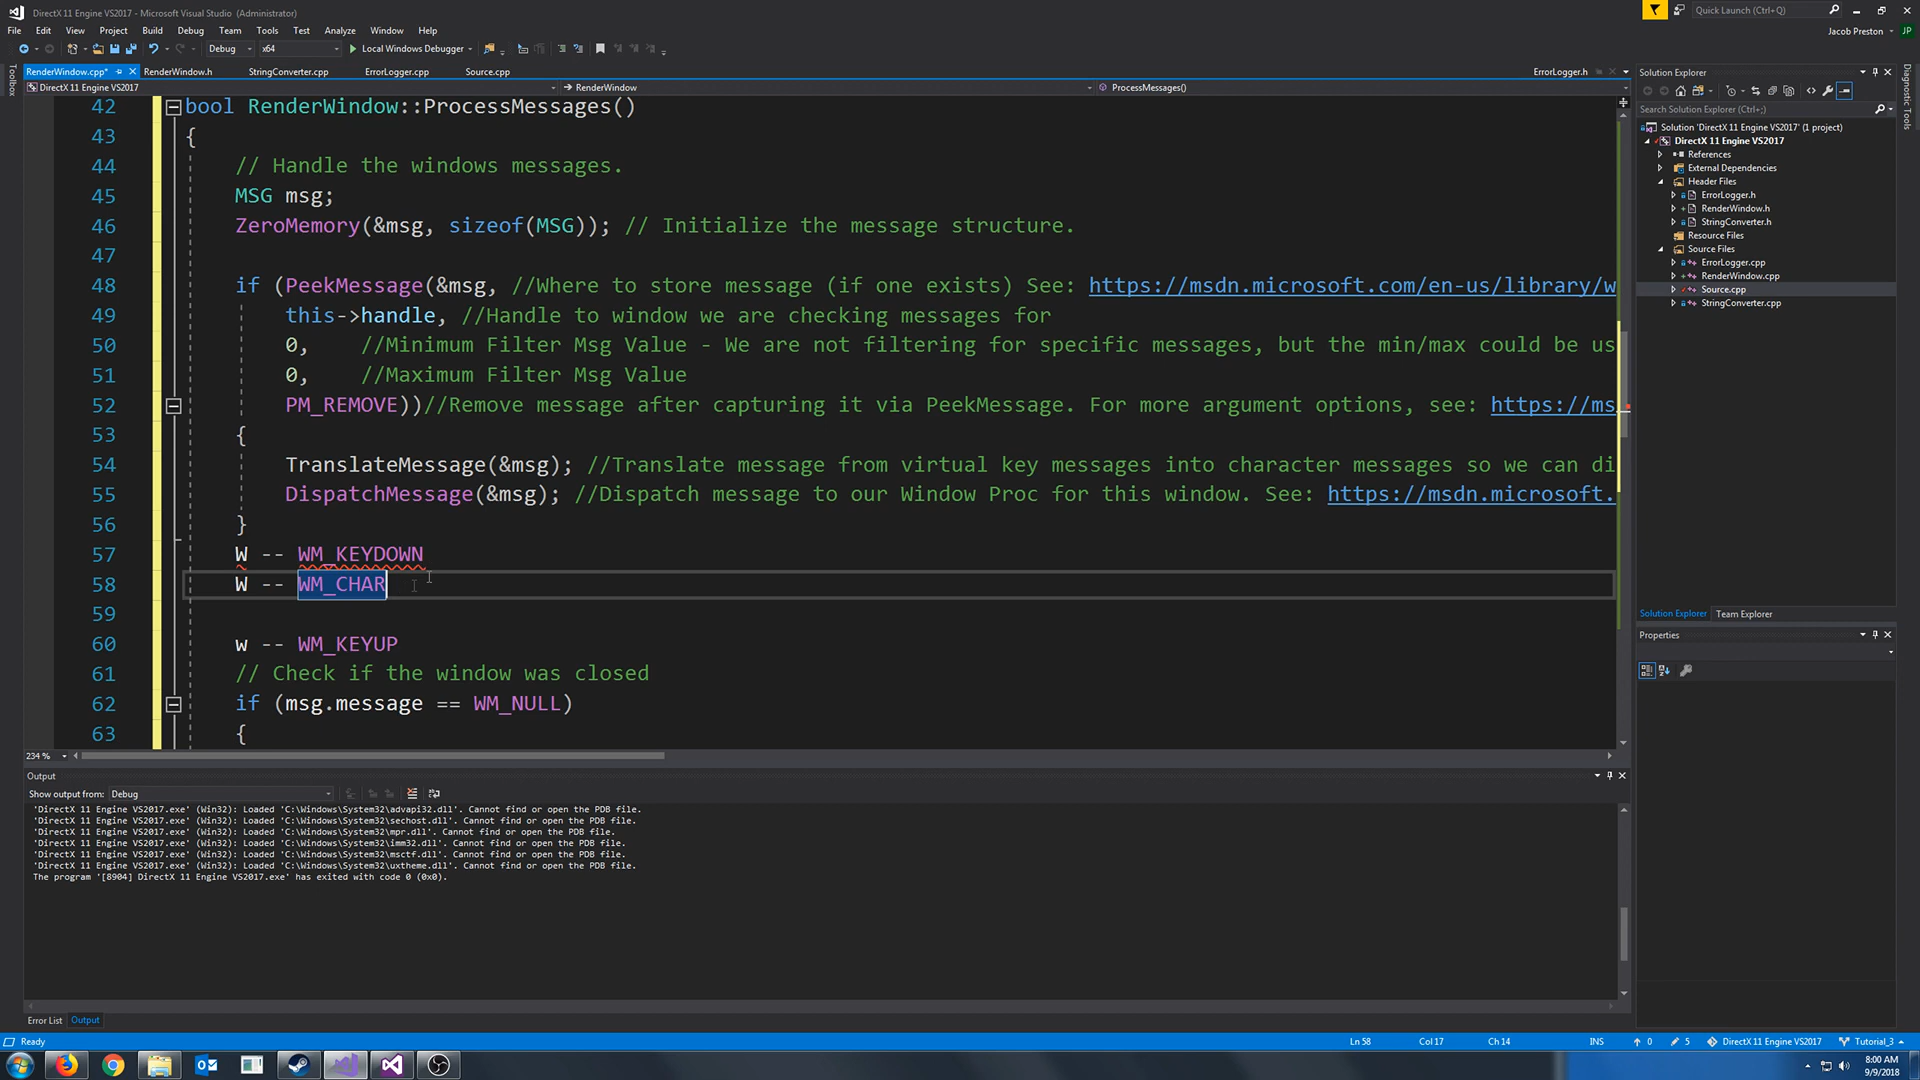 DirectX 11 Engine VS2017 - Microsoft Visual Studio (Administrator)
Quick Launch (Ctrl+Q)
File Edit View Project Build Debug Team Tools Test Analyze Window Help
Jacob Preston JP
Debug x64 Local Windows Debugger
RenderWindow.cpp* RenderWindow.h StringConverter.cpp ErrorLogger.cpp Source.cpp ErrorLogger.h
DirectX 11 Engine VS2017 RenderWindow ProcessMessages()
Toolbox
42 bool RenderWindow::ProcessMessages()
43 {
44 // Handle the windows messages.
45 MSG msg;
46 ZeroMemory(&msg, sizeof(MSG)); // Initialize the message structure.
47
48 if (PeekMessage(&msg, //Where to store message (if one exists) See: https://msdn.microsoft.com/en-us/library/w
49 this->handle, //Handle to window we are checking messages for
50 0, //Minimum Filter Msg Value - We are not filtering for specific messages, but the min/max could be us
51 0, //Maximum Filter Msg Value
52 PM_REMOVE))//Remove message after capturing it via PeekMessage. For more argument options, see: https://ms
53 {
54 TranslateMessage(&msg); //Translate message from virtual key messages into character messages so we can di
55 DispatchMessage(&msg); //Dispatch message to our Window Proc for this window. See: https://msdn.microsoft.
56 }
57 W -- WM_KEYDOWN
58 W -- WM_CHAR
59
60 w -- WM_KEYUP
61 // Check if the window was closed
62 if (msg.message == WM_NULL)
63 {
234 %
Solution Explorer
Search Solution Explorer (Ctrl+;)
Solution 'DirectX 11 Engine VS2017' (1 project)
DirectX 11 Engine VS2017
References
External Dependencies
Header Files
ErrorLogger.h
RenderWindow.h
StringConverter.h
Resource Files
Source Files
ErrorLogger.cpp
RenderWindow.cpp
Source.cpp
StringConverter.cpp
Solution Explorer Team Explorer
Properties
Diagnostic Tools
Output
Show output from: Debug
'DirectX 11 Engine VS2017.exe' (Win32): Loaded 'C:\Windows\System32\advapi32.dll'. Cannot find or open the PDB file.
'DirectX 11 Engine VS2017.exe' (Win32): Loaded 'C:\Windows\System32\sechost.dll'. Cannot find or open the PDB file.
'DirectX 11 Engine VS2017.exe' (Win32): Loaded 'C:\Windows\System32\mpr.dll'. Cannot find or open the PDB file.
'DirectX 11 Engine VS2017.exe' (Win32): Loaded 'C:\Windows\System32\imm32.dll'. Cannot find or open the PDB file.
'DirectX 11 Engine VS2017.exe' (Win32): Loaded 'C:\Windows\System32\msctf.dll'. Cannot find or open the PDB file.
'DirectX 11 Engine VS2017.exe' (Win32): Loaded 'C:\Windows\System32\uxtheme.dll'. Cannot find or open the PDB file.
The program '[8904] DirectX 11 Engine VS2017.exe' has exited with code 0 (0x0).
Error List Output
Ready Ln 58 Col 17 Ch 14 INS 0 5 DirectX 11 Engine VS2017 Tutorial_3
8:00 AM
9/9/2018